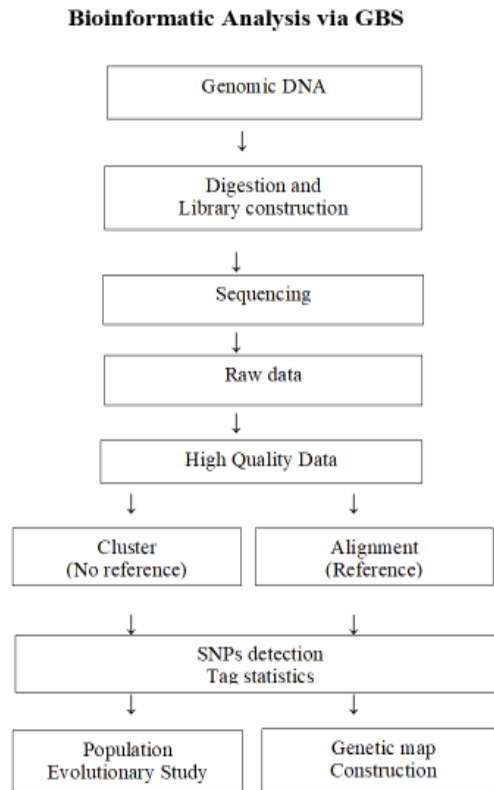 Bioinformatic Analysis via GBS
Genomic DNA
↓
Digestion and
Library construction
↓
Sequencing
↓
Raw data
↓
High Quality Data
↓ ↓
Cluster
(No reference)
Alignment
(Reference)
↓ ↓
SNPs detection
Tag statistics
↓ ↓
Population
Evolutionary Study
Genetic map
Construction